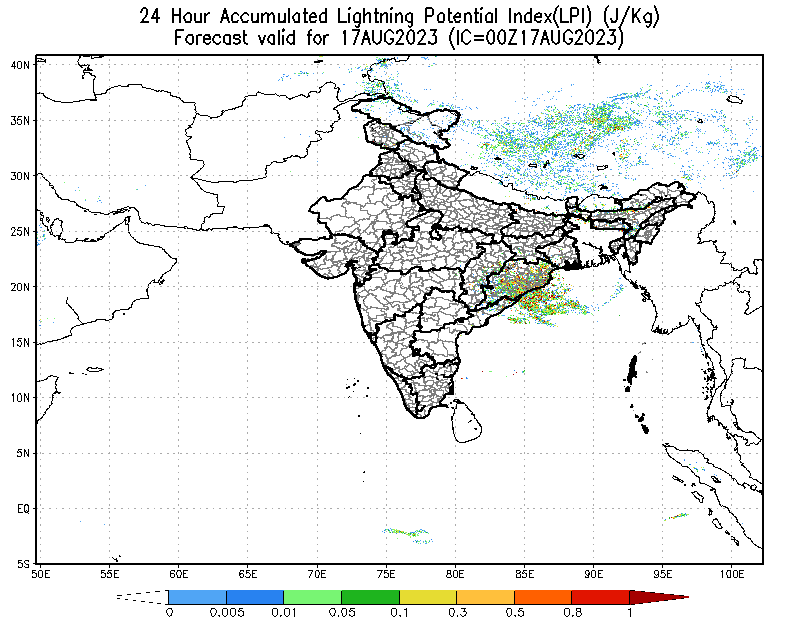 24 Hour Accumulated Lightning Potential Index(LPI) (J/Kg)
Forecast valid for 17AUG2023 (IC=00Z17AUG2023)
40N
35N
30N
25N
20N
15N
10N
5N
EQ
5S
50E 55E 60E 65E 70E 75E 80E 85E 90E 95E 100E
0 0.005 0.01 0.05 0.1 0.3 0.5 0.8 1